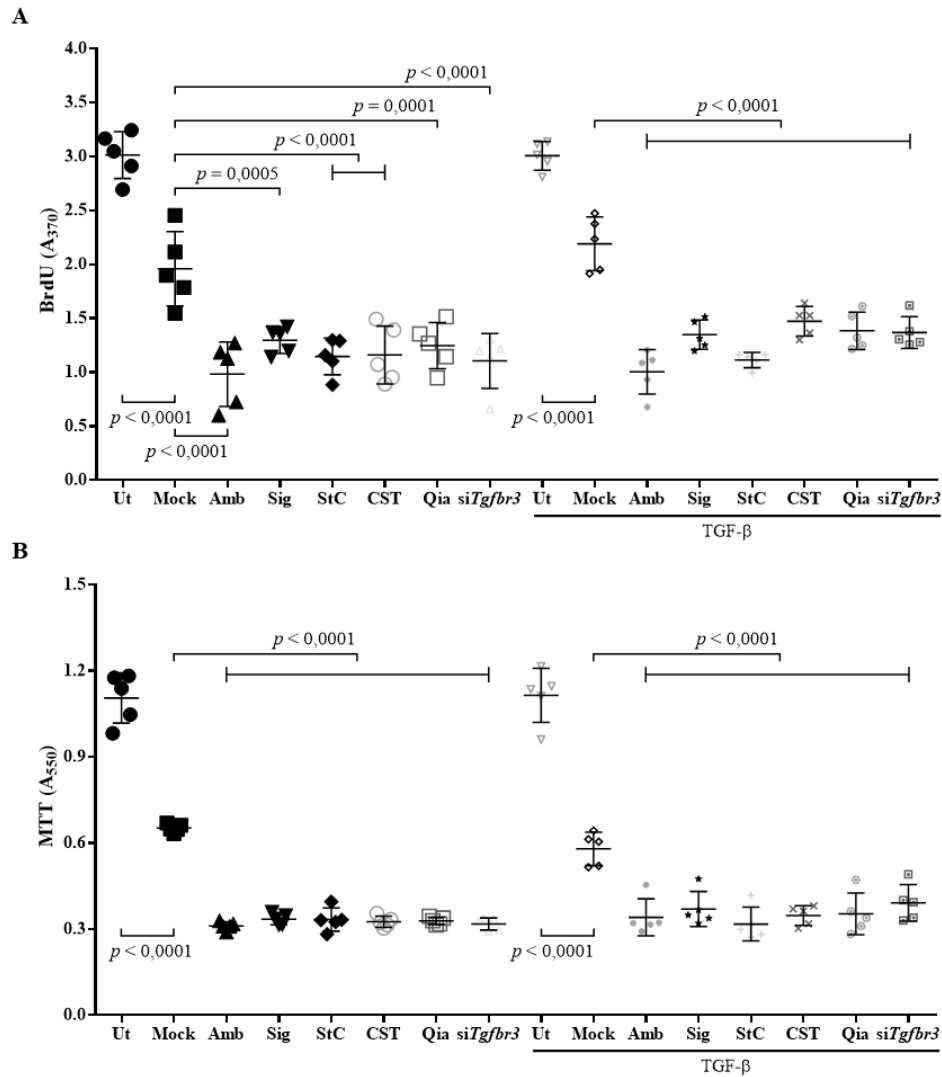 A
4.0
p < 0,0001
3.5
p = 0,0001
p < 0,0001
p < 0,0001
3.0
p = 0,0005
2.5
BrdU (A370)
2.0
1.5
1.0
p < 0,0001
p < 0,0001
0.5
p < 0,0001
0.0
Ut Mock Amb Sig StC CST Qia siTgfbr3 Ut Mock Amb Sig StC CST Qia siTgfbr3
TGF-β
B
1.5
p < 0,0001 p < 0,0001
1.2
0.9
MTT (A550)
0.6
0.3
p < 0,0001 p < 0,0001
0.0
Ut Mock Amb Sig StC CST Qia siTgfbr3 Ut Mock Amb Sig StC CST Qia siTgfbr3
TGF-β